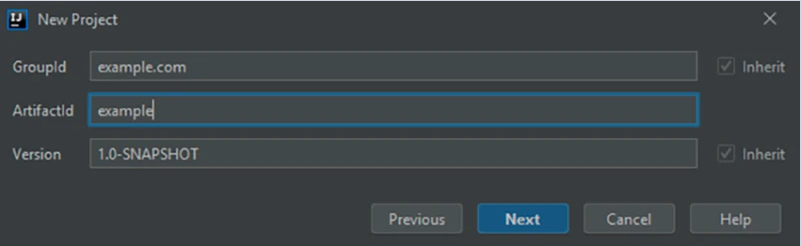 New Project
GroupId example.com Inherit
ArtifactId example
Version 1.0-SNAPSHOT Inherit
Previous Next Cancel Help